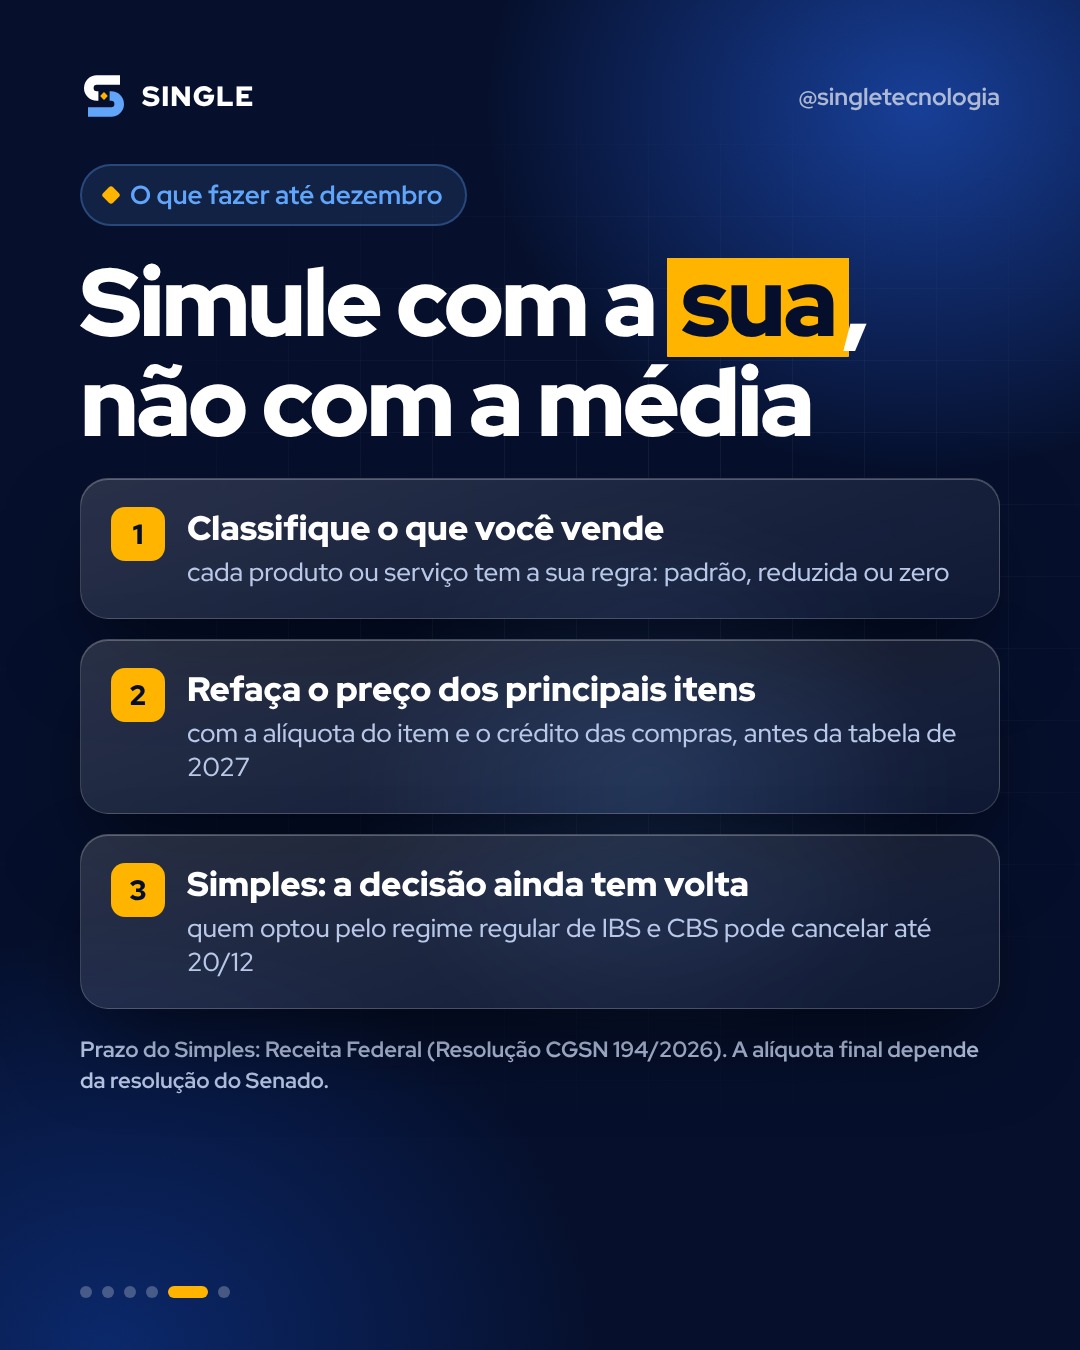 SINGLE
@singletecnologia
O que fazer até dezembro
Simule com a sua,
não com a média
1
Classifique o que você vende
cada produto ou serviço tem a sua regra: padrão, reduzida ou zero
2
Refaça o preço dos principais itens
com a alíquota do item e o crédito das compras, antes da tabela de
2027
3
Simples: a decisão ainda tem volta
quem optou pelo regime regular de IBS e CBS pode cancelar até
20/12
Prazo do Simples: Receita Federal (Resolução CGSN 194/2026). A alíquota final depende
da resolução do Senado.